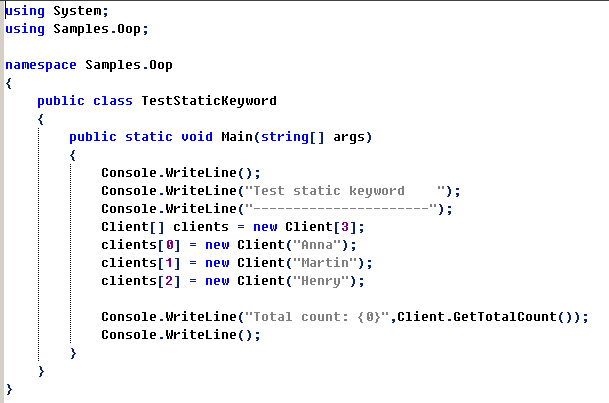 using System;
using Samples.Oop;

namespace Samples.Oop
{
    public class TestStaticKeyword
    {
        public static void Main(string[] args)
        {
            Console.WriteLine();
            Console.WriteLine("Test static keyword    ");
            Console.WriteLine("----------------------");
            Client[] clients = new Client[3];
            clients[0] = new Client("Anna");
            clients[1] = new Client("Martin");
            clients[2] = new Client("Henry");

            Console.WriteLine("Total count: {0}",Client.GetTotalCount());
            Console.WriteLine();
        }
    }
}